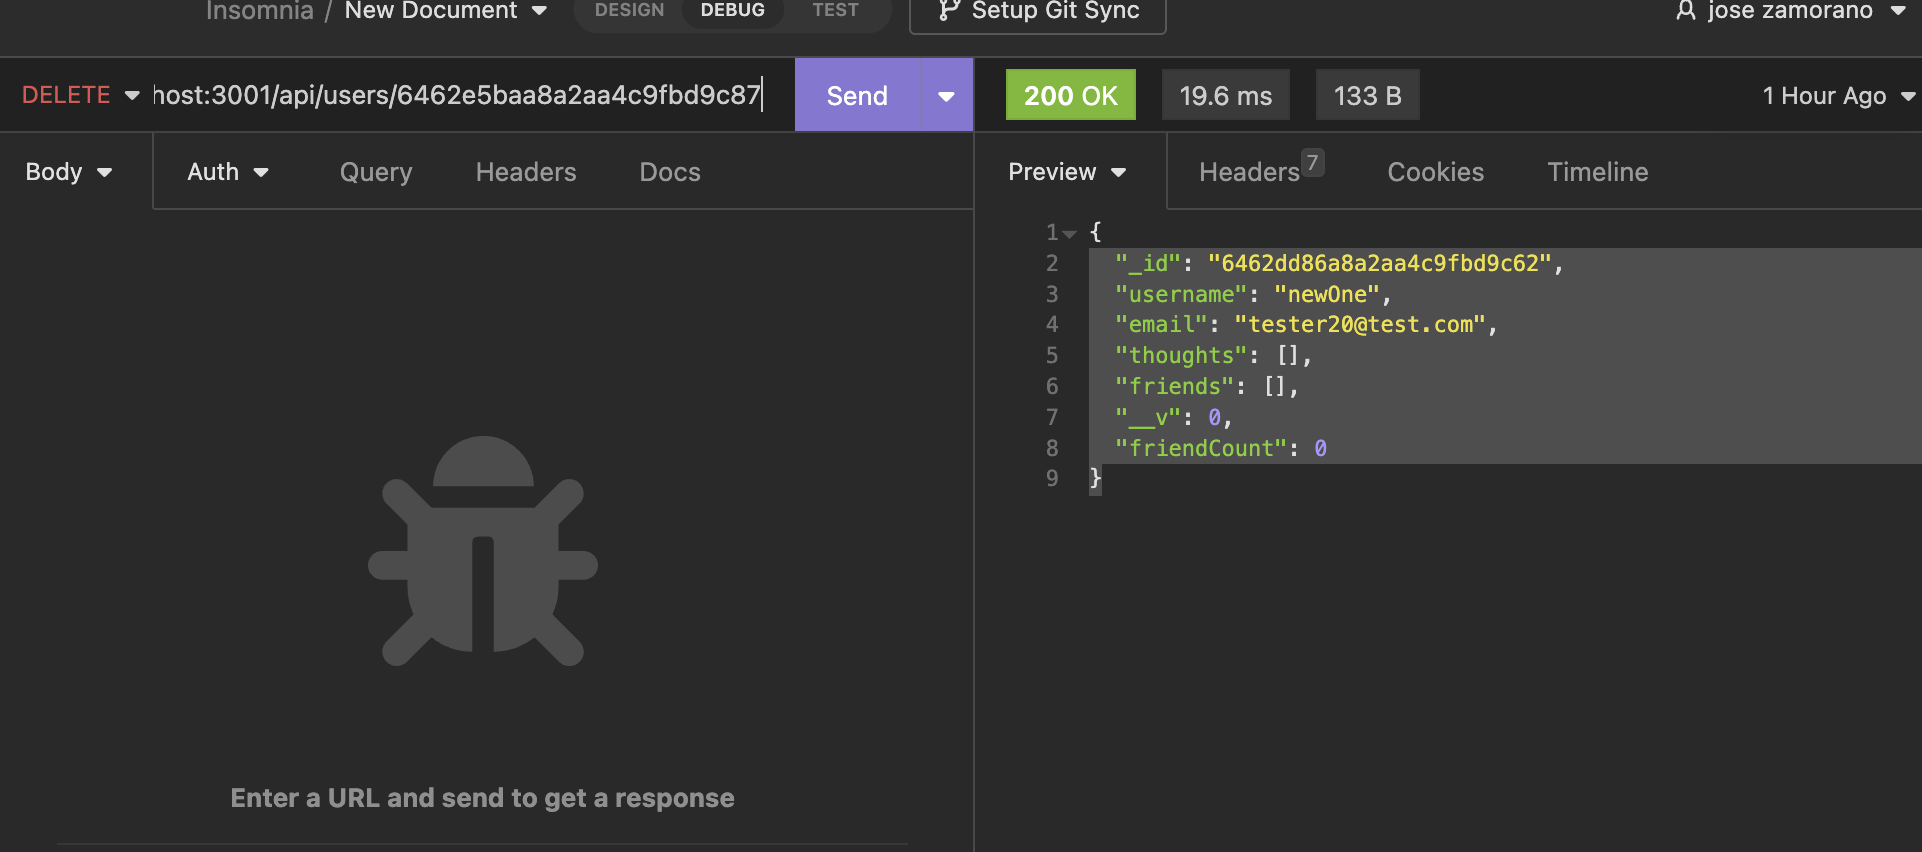 Insomnia / New Document DESIGN DEBUG TEST Setup Git Sync jose zamorano
DELETE host:3001/api/users/6462e5baa8a2aa4c9fbd9c87 Send 200 OK 19.6 ms 133 B 1 Hour Ago
Body Auth Query Headers Docs Preview Headers 7 Cookies Timeline
1 {
2 "_id": "6462dd86a8a2aa4c9fbd9c62",
3 "username": "newOne",
4 "email": "tester20@test.com",
5 "thoughts": [],
6 "friends": [],
7 "__v": 0,
8 "friendCount": 0
9 }
Enter a URL and send to get a response